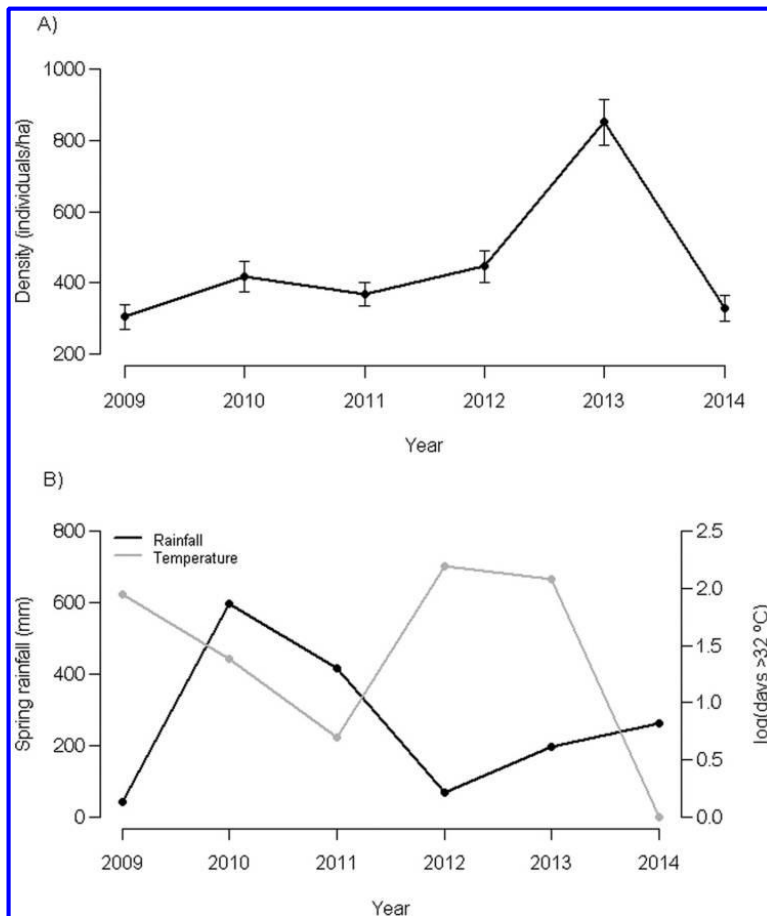 A)
1000
800
600
400
200
Density (individuals/ha)
2009 2010 2011 2012 2013 2014
Year
B)
800
600
400
200
0
Spring rainfall (mm)
Rainfall
Temperature
2.5
2.0
1.5
1.0
0.5
0.0
log(days >32 ºC)
2009 2010 2011 2012 2013 2014
Year